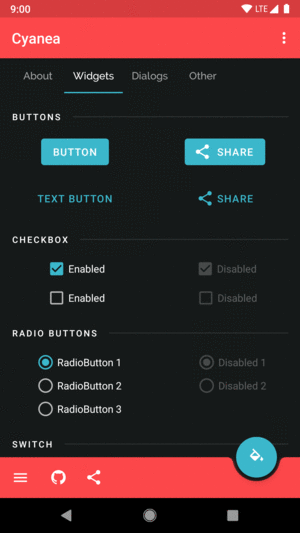 9:00 LTE
Cyanea
About Widgets Dialogs Other
BUTTONS
BUTTON SHARE
TEXT BUTTON SHARE
CHECKBOX
Enabled Disabled
Enabled Disabled
RADIO BUTTONS
RadioButton 1 Disabled 1
RadioButton 2 Disabled 2
RadioButton 3
SWITCH